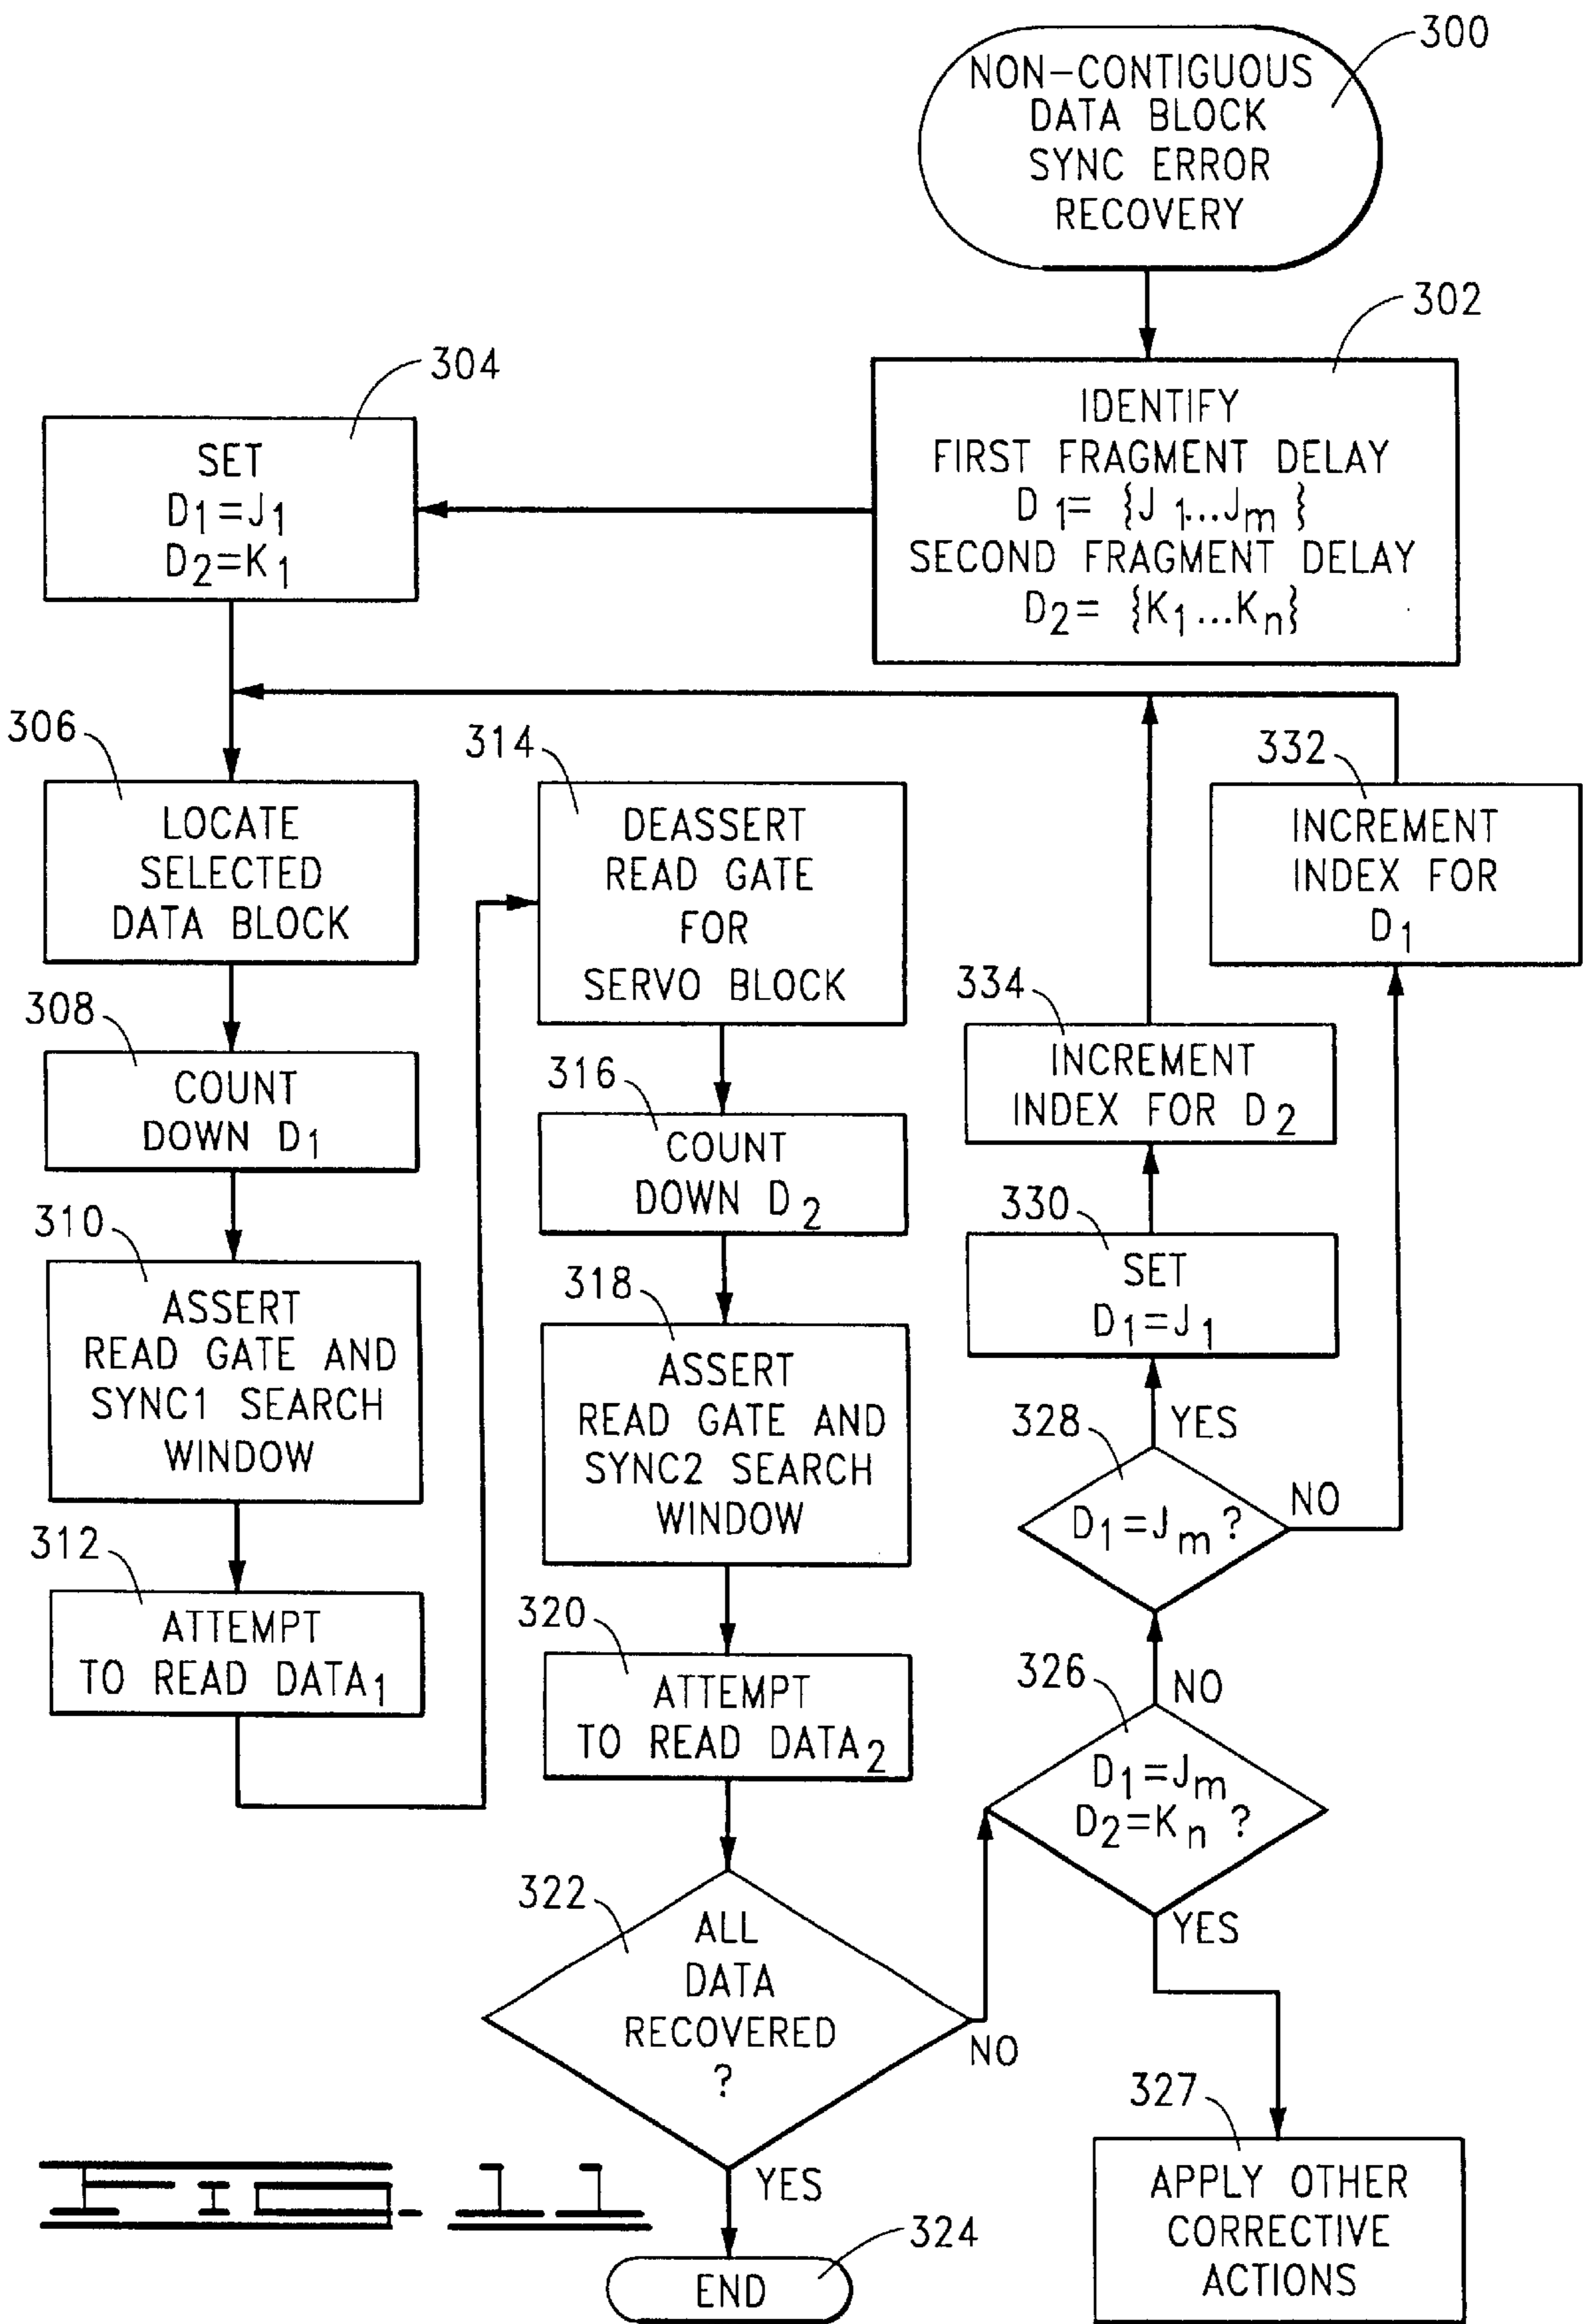 300
NON-CONTIGUOUS
DATA BLOCK
SYNC ERROR
RECOVERY
302
IDENTIFY
FIRST FRAGMENT DELAY
D1= {J1...Jm}
SECOND FRAGMENT DELAY
D2= {K1...Kn}
304
SET
D1=J1
D2=K1
306
LOCATE
SELECTED
DATA BLOCK
308
COUNT
DOWN D1
310
ASSERT
READ GATE AND
SYNC1 SEARCH
WINDOW
312
ATTEMPT
TO READ DATA1
314
DEASSERT
READ GATE
FOR
SERVO BLOCK
316
COUNT
DOWN D2
318
ASSERT
READ GATE AND
SYNC2 SEARCH
WINDOW
320
ATTEMPT
TO READ DATA2
322
ALL
DATA
RECOVERED
?
NO
YES
324
END
326
D1=Jm
D2=Kn ?
NO
YES
327
APPLY OTHER
CORRECTIVE
ACTIONS
328
D1=Jm ?
YES
NO
330
SET
D1=J1
334
INCREMENT
INDEX FOR D2
332
INCREMENT
INDEX FOR
D1
FIG. 11